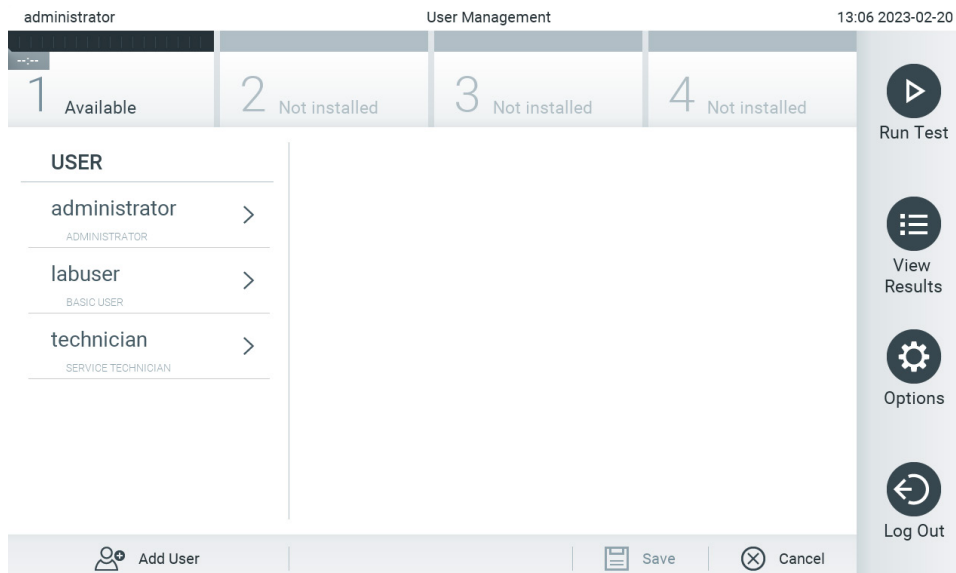 administrator User Management 13:06 2023-02-20
--:--
1 Available 2 Not installed 3 Not installed 4 Not installed
Run Test
USER
administrator
ADMINISTRATOR
labuser
BASIC USER
technician
SERVICE TECHNICIAN
View
Results
Options
Log Out
Add User Save Cancel